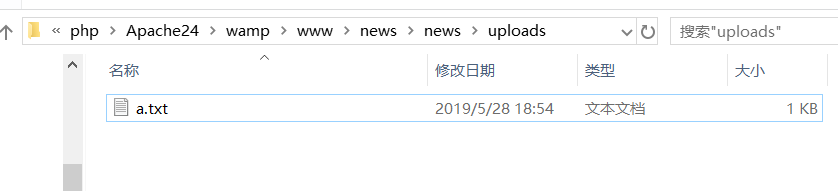 « php > Apache24 > wamp > www > news > news > uploads 搜索"uploads"
名称 修改日期 类型 大小
a.txt 2019/5/28 18:54 文本文档 1 KB